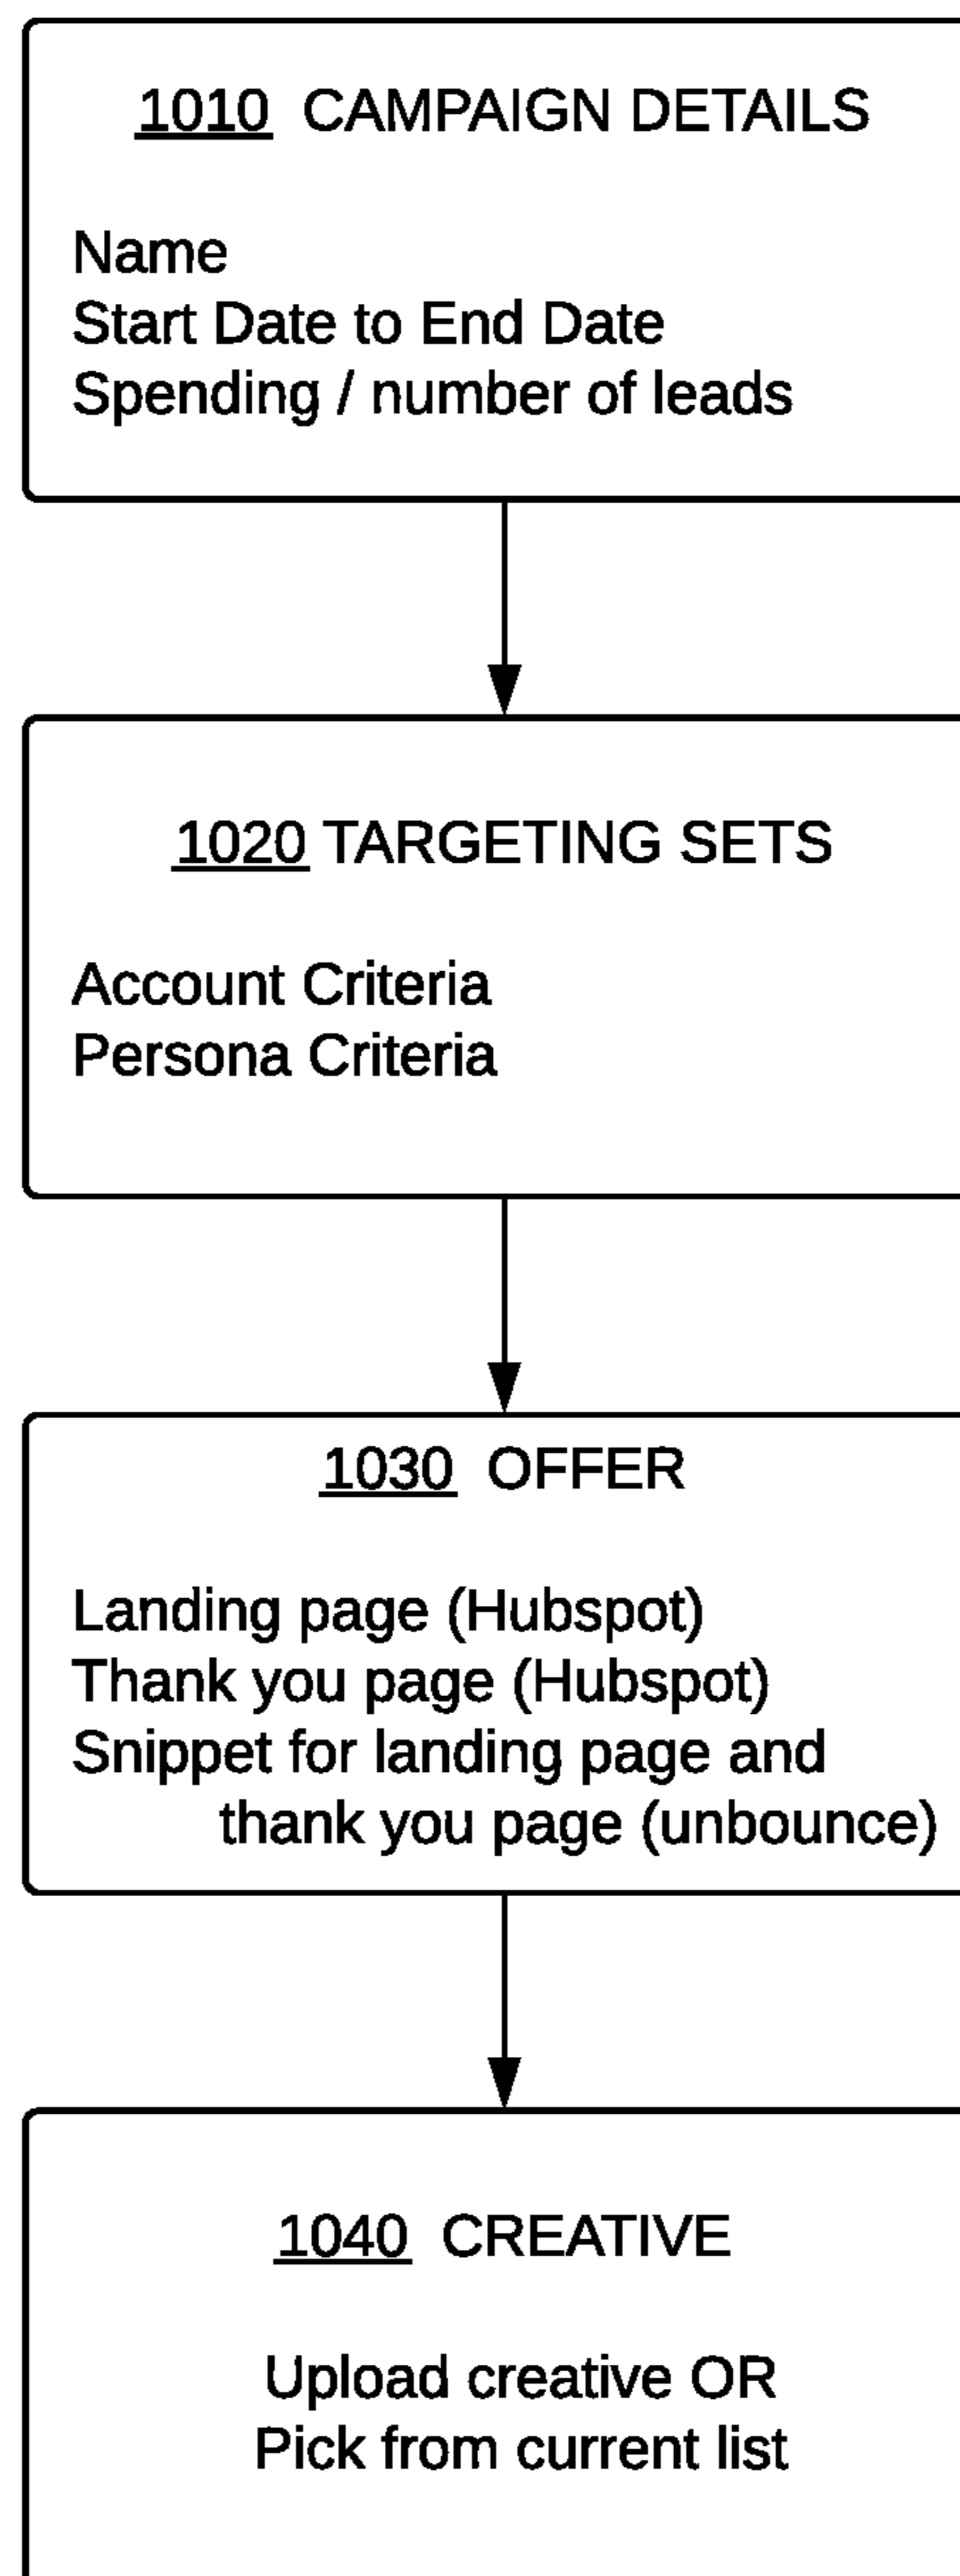 1010 CAMPAIGN DETAILS
Name
Start Date to End Date
Spending / number of leads
1020 TARGETING SETS
Account Criteria
Persona Criteria
1030 OFFER
Landing page (Hubspot)
Thank you page (Hubspot)
Snippet for landing page and
thank you page (unbounce)
1040 CREATIVE
Upload creative OR
Pick from current list